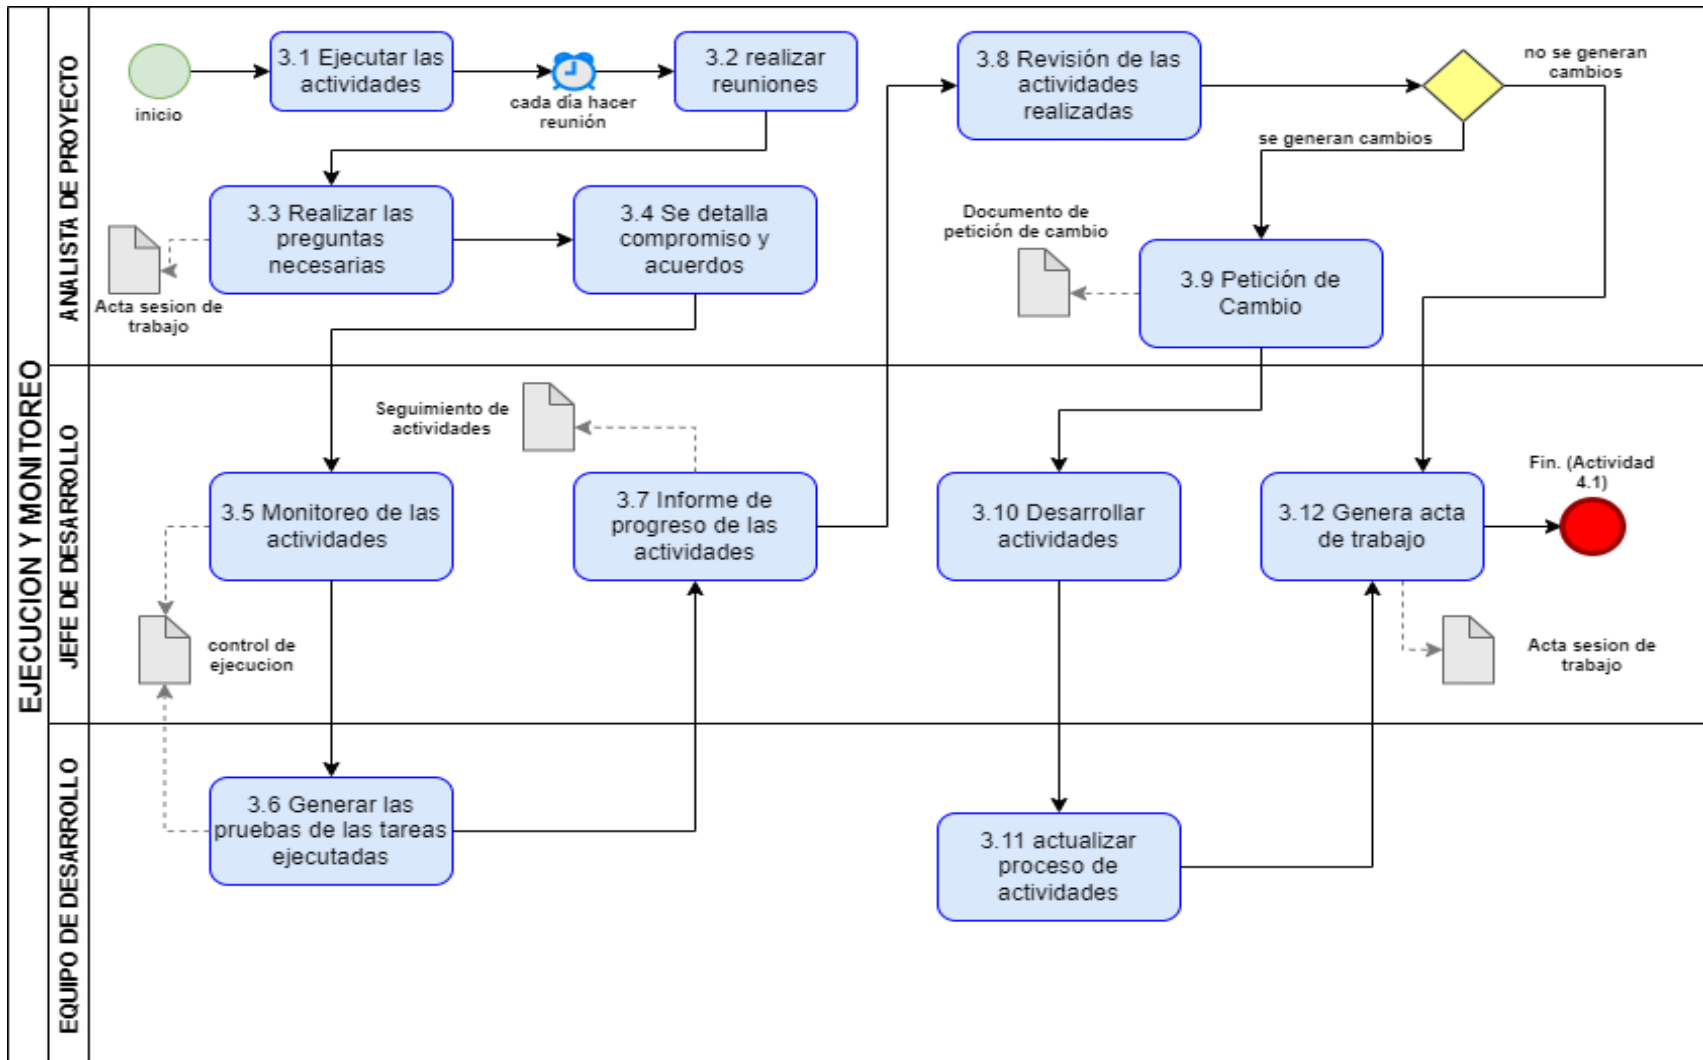 EJECUCION Y MONITOREO
ANALISTA DE PROYECTO
inicio
3.1 Ejecutar las
actividades
cada día hacer
reunión
3.2 realizar
reuniones
3.8 Revisión de las
actividades
realizadas
no se generan
cambios
se generan cambios
3.3 Realizar las
preguntas
necesarias
Acta sesion de
trabajo
3.4 Se detalla
compromiso y
acuerdos
Documento de
petición de cambio
3.9 Petición de
Cambio
JEFE DE DESARROLLO
Seguimiento de
actividades
3.5 Monitoreo de las
actividades
3.7 Informe de
progreso de las
actividades
3.10 Desarrollar
actividades
3.12 Genera acta
de trabajo
Fin. (Actividad
4.1)
control de
ejecucion
Acta sesion de
trabajo
EQUIPO DE DESARROLLO
3.6 Generar las
pruebas de las tareas
ejecutadas
3.11 actualizar
proceso de
actividades